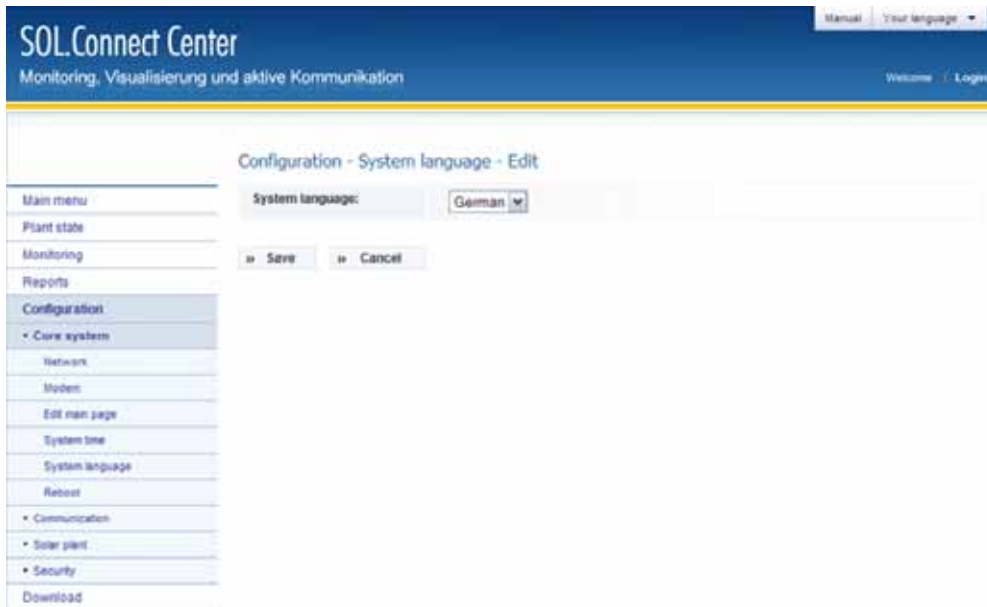 Manual Your language
SOL.Connect Center
Monitoring, Visualisierung und aktive Kommunikation
Welcome | Login
Configuration - System language - Edit
System language: German
» Save » Cancel
Main menu
Plant state
Monitoring
Reports
Configuration
• Core system
Network
Modem
Edit main page
System time
System language
Reboot
• Communication
• Solar plant
• Security
Download